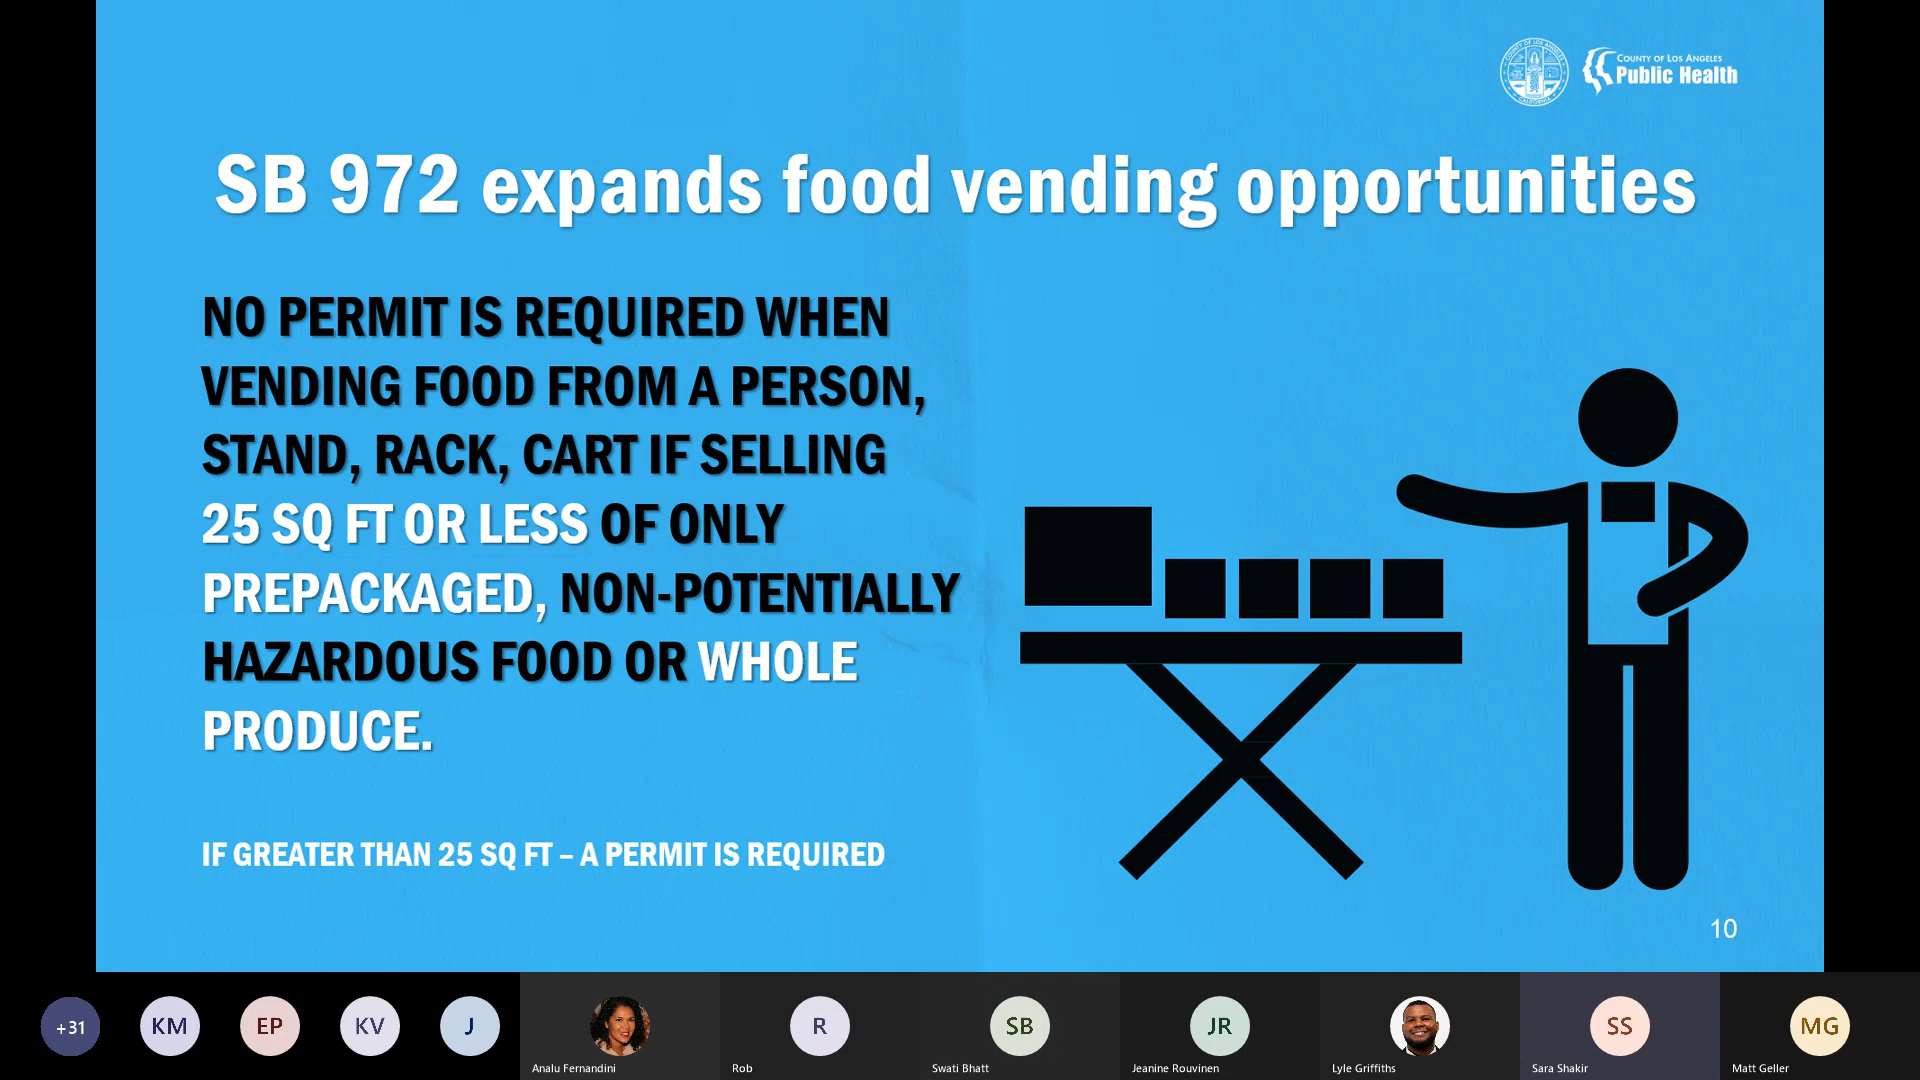 COUNTY OF LOS ANGELES
Public Health
SB 972 expands food vending opportunities
NO PERMIT IS REQUIRED WHEN
VENDING FOOD FROM A PERSON,
STAND, RACK, CART IF SELLING
25 SQ FT OR LESS OF ONLY
PREPACKAGED, NON-POTENTIALLY
HAZARDOUS FOOD OR WHOLE
PRODUCE.
IF GREATER THAN 25 SQ FT – A PERMIT IS REQUIRED
10
+31
KM
EP
KV
J
Analu Fernandini
R
Rob
SB
Swati Bhatt
JR
Jeanine Rouvinen
Lyle Griffiths
SS
Sara Shakir
MG
Matt Geller